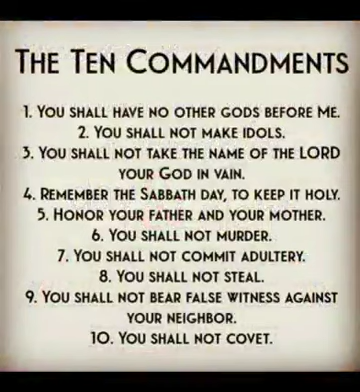 THE TEN COMMANDMENTS
1. YOU SHALL HAVE NO OTHER GODS BEFORE ME.
2. YOU SHALL NOT MAKE IDOLS.
3. YOU SHALL NOT TAKE THE NAME OF THE LORD
YOUR GOD IN VAIN.
4. REMEMBER THE SABBATH DAY, TO KEEP IT HOLY.
5. HONOR YOUR FATHER AND YOUR MOTHER.
6. YOU SHALL NOT MURDER.
7. YOU SHALL NOT COMMIT ADULTERY.
8. YOU SHALL NOT STEAL.
9. YOU SHALL NOT BEAR FALSE WITNESS AGAINST
YOUR NEIGHBOR.
10. YOU SHALL NOT COVET.